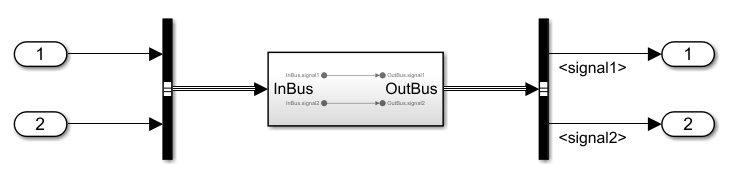 1
2
InBus.signal1
OutBus.signal1
InBus
OutBus
InBus.signal2
OutBus.signal2
<signal1>
1
<signal2>
2